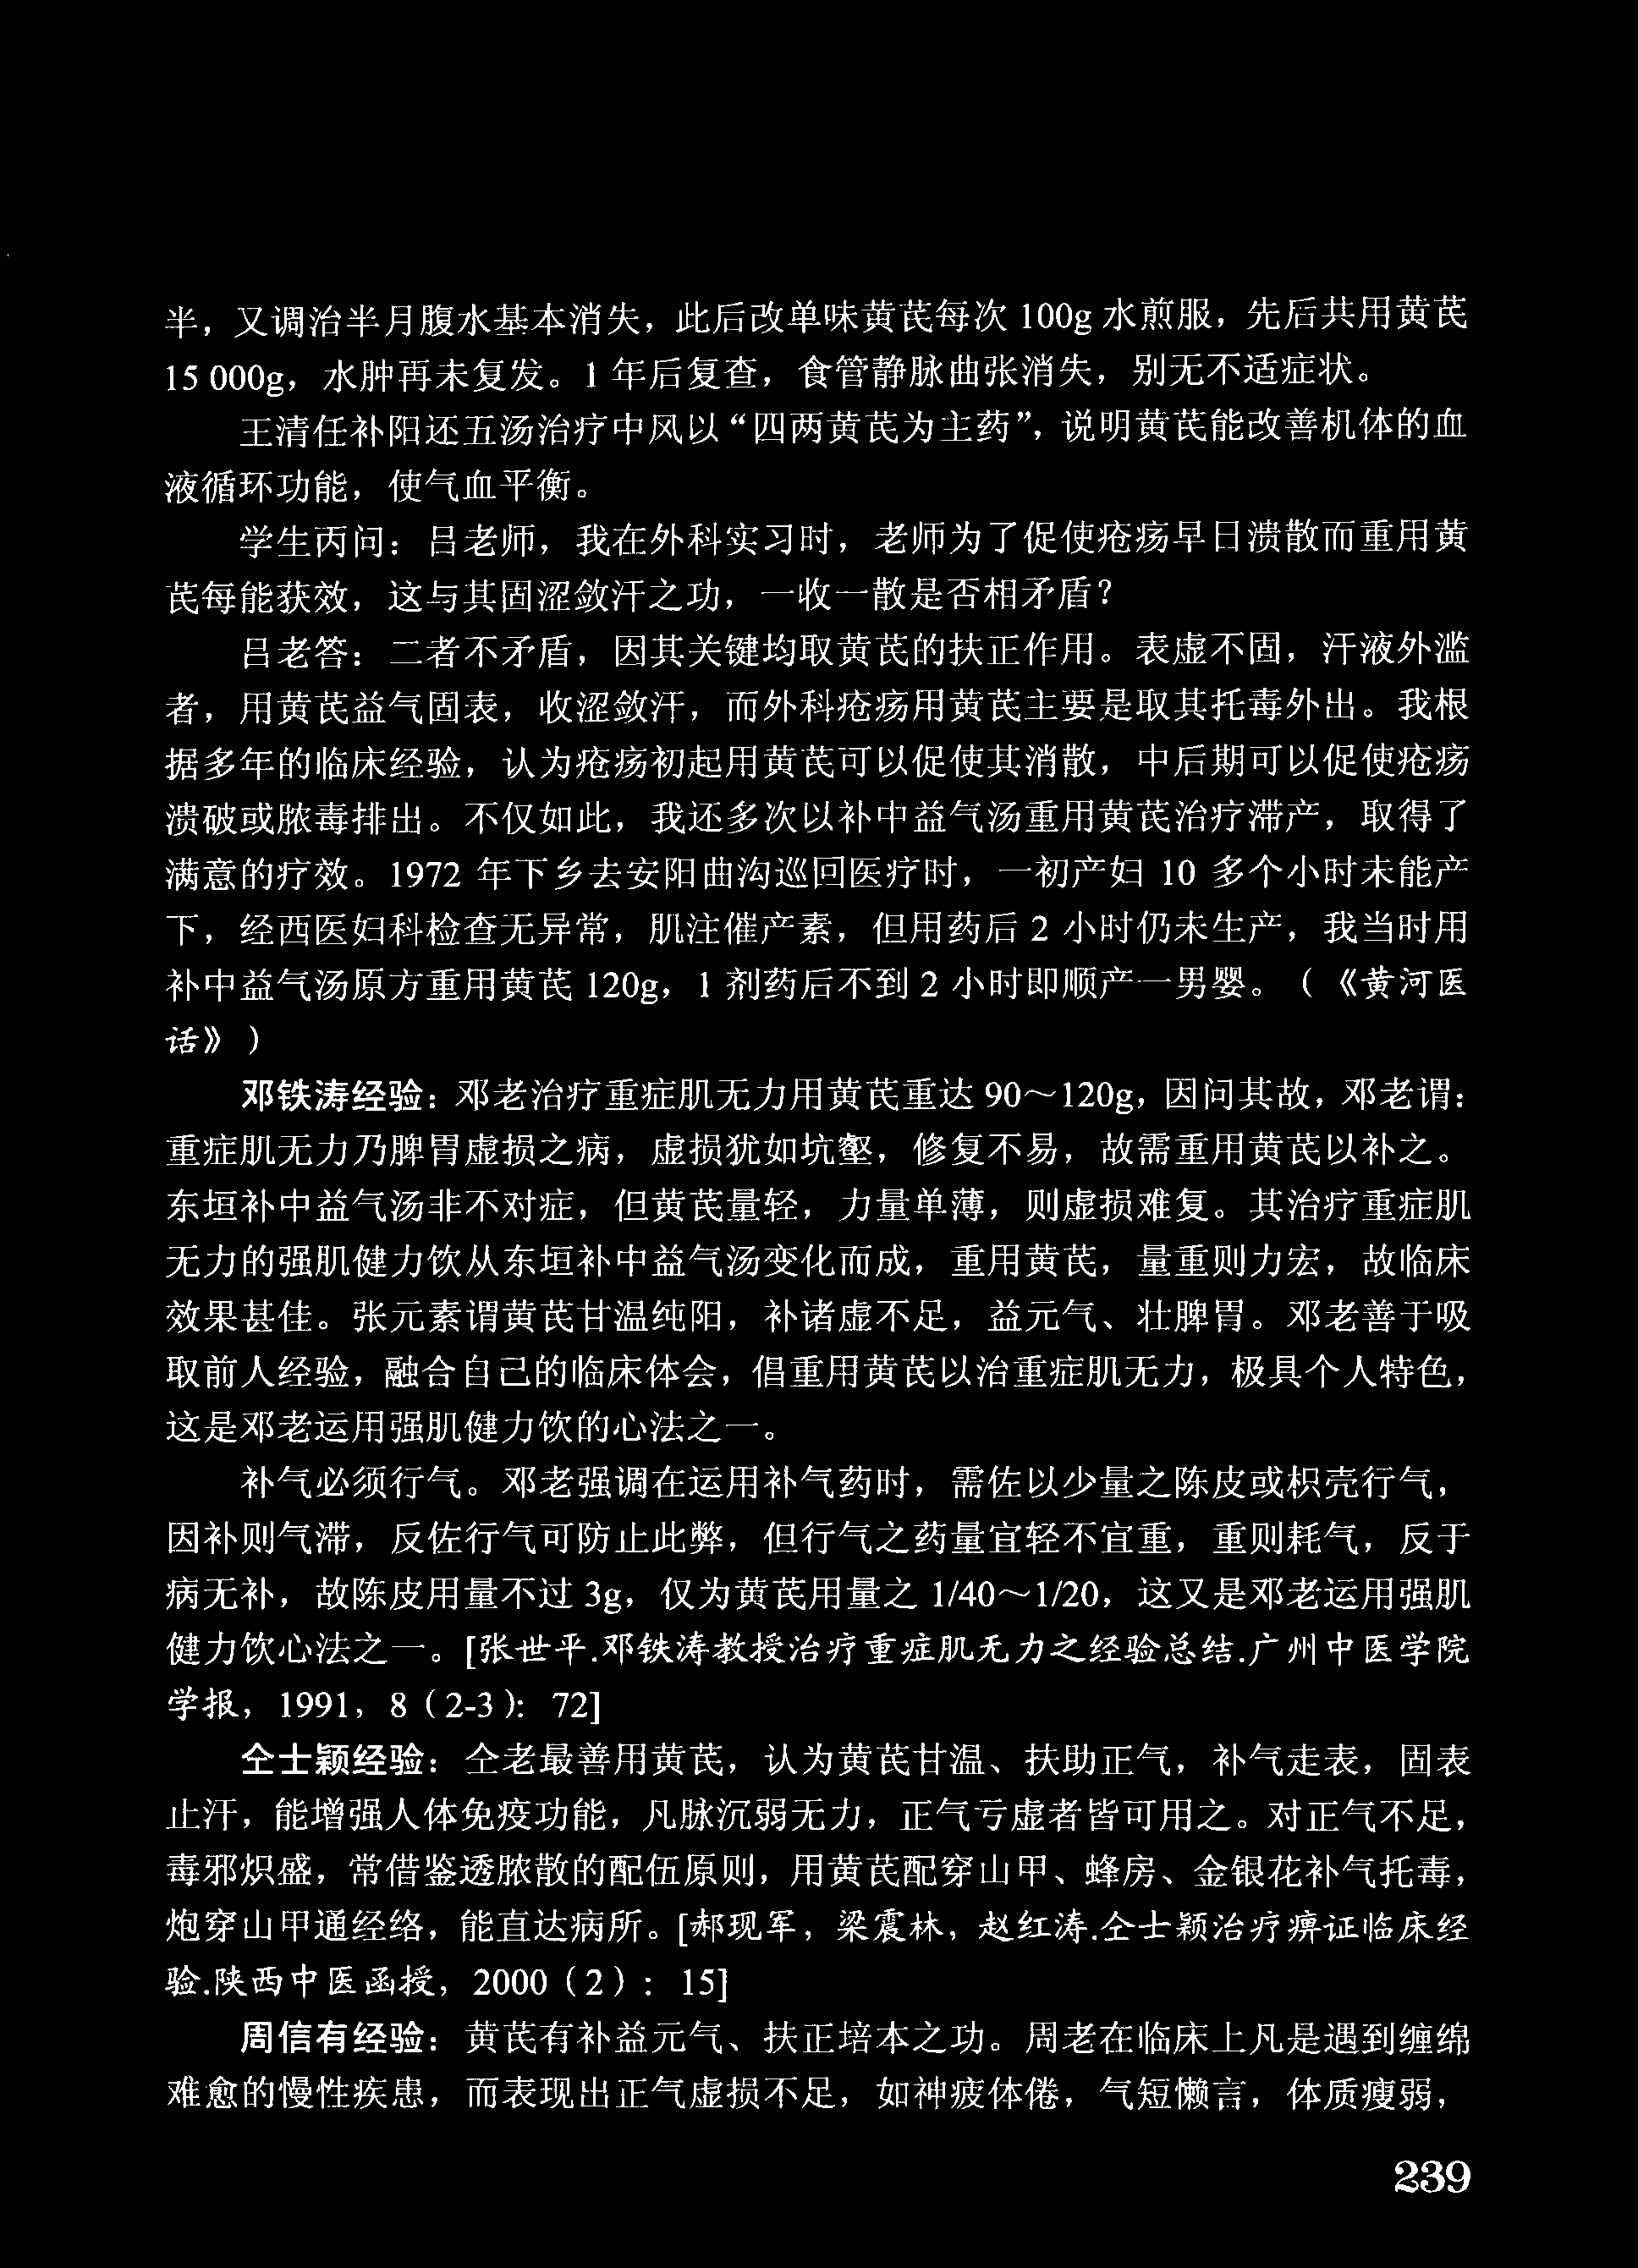 半，又调治半月腹水基本消失，此后改单味黄芪每次 100g 水煎服，先后共用黄芪
15 000g，水肿再未复发。1 年后复查，食管静脉曲张消失，别无不适症状。
王清任补阳还五汤治疗中风以“四两黄芪为主药”，说明黄芪能改善机体的血
液循环功能，使气血平衡。
学生丙问：吕老师，我在外科实习时，老师为了促使疮疡早日溃散而重用黄
芪每能获效，这与其固涩敛汗之功，一收一散是否相矛盾？
吕老答：二者不矛盾，因其关键均取黄芪的扶正作用。表虚不固，汗液外滥
者，用黄芪益气固表，收涩敛汗，而外科疮疡用黄芪主要是取其托毒外出。我根
据多年的临床经验，认为疮疡初起用黄芪可以促使其消散，中后期可以促使疮疡
溃破或脓毒排出。不仅如此，我还多次以补中益气汤重用黄芪治疗滞产，取得了
满意的疗效。1972 年下乡去安阳曲沟巡回医疗时，一初产妇 10 多个小时未能产
下，经西医妇科检查无异常，肌注催产素，但用药后 2 小时仍未生产，我当时用
补中益气汤原方重用黄芪 120g，1 剂药后不到 2 小时即顺产一男婴。（《黄河医
话》）
邓铁涛经验：邓老治疗重症肌无力用黄芪重达 90～120g，因问其故，邓老谓：
重症肌无力乃脾胃虚损之病，虚损犹如坑壑，修复不易，故需重用黄芪以补之。
东垣补中益气汤非不对症，但黄芪量轻，力量单薄，则虚损难复。其治疗重症肌
无力的强肌健力饮从东垣补中益气汤变化而成，重用黄芪，量重则力宏，故临床
效果甚佳。张元素谓黄芪甘温纯阳，补诸虚不足，益元气、壮脾胃。邓老善于吸
取前人经验，融合自己的临床体会，倡重用黄芪以治重症肌无力，极具个人特色，
这是邓老运用强肌健力饮的心法之一。
补气必须行气。邓老强调在运用补气药时，需佐以少量之陈皮或枳壳行气，
因补则气滞，反佐行气可防止此弊，但行气之药量宜轻不宜重，重则耗气，反于
病无补，故陈皮用量不过 3g，仅为黄芪用量之 1/40～1/20，这又是邓老运用强肌
健力饮心法之一。[张世平.邓铁涛教授治疗重症肌无力之经验总结.广州中医学院
学报，1991，8（2-3）：72]
仝士颖经验：仝老最善用黄芪，认为黄芪甘温、扶助正气，补气走表，固表
止汗，能增强人体免疫功能，凡脉沉弱无力，正气亏虚者皆可用之。对正气不足，
毒邪炽盛，常借鉴透脓散的配伍原则，用黄芪配穿山甲、蜂房、金银花补气托毒，
炮穿山甲通经络，能直达病所。[郝现军，梁震林，赵红涛.仝士颖治疗痹证临床经
验.陕西中医函授，2000（2）：15]
周信有经验：黄芪有补益元气、扶正培本之功。周老在临床上凡是遇到缠绵
难愈的慢性疾患，而表现出正气虚损不足，如神疲体倦，气短懒言，体质瘦弱，
239